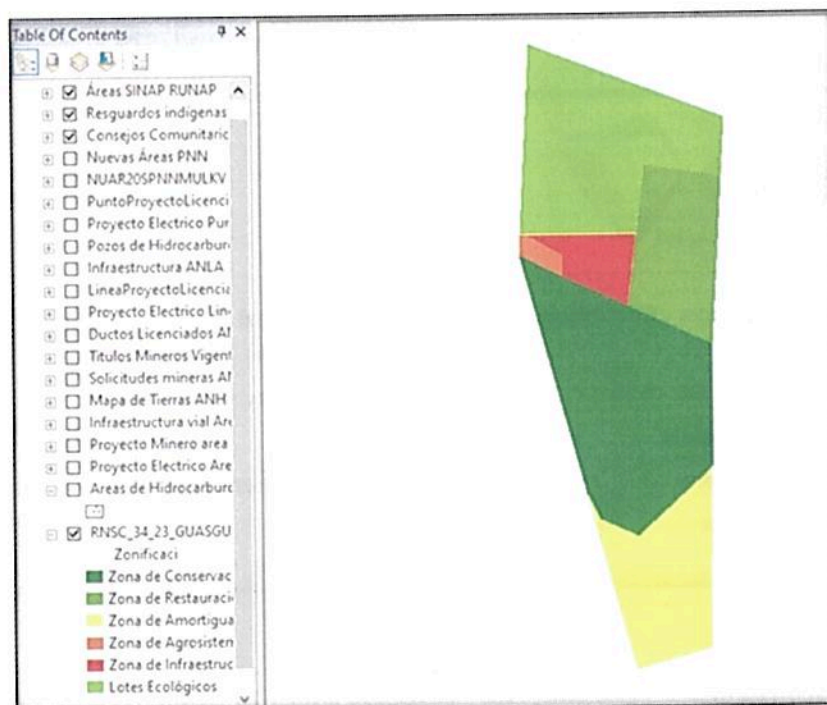 Table Of Contents
Áreas SINAP RUNAP
Resguardos indigenas
Consejos Comunitaric
Nuevas Áreas PNN
NUAR20SPNNMULKV
PuntoProyectoLicenci
Proyecto Electrico Pur
Pozos de Hidrocarburo
Infraestructura ANLA
LineaProyectoLicencia
Proyecto Electrico Lin
Ductos Licenciados Al
Titulos Mineros Vigent
Solicitudes mineras Al
Mapa de Tierras ANH
Infraestructura vial Are
Proyecto Minero area
Proyecto Electrico Are
Areas de Hidrocarburo
RNSC_34_23_GUASGU
Zonificaci
Zona de Conservac
Zona de Restauraci
Zona de Amortigua
Zona de Agrosisten
Zona de Infraestruc
Lotes Ecológicos